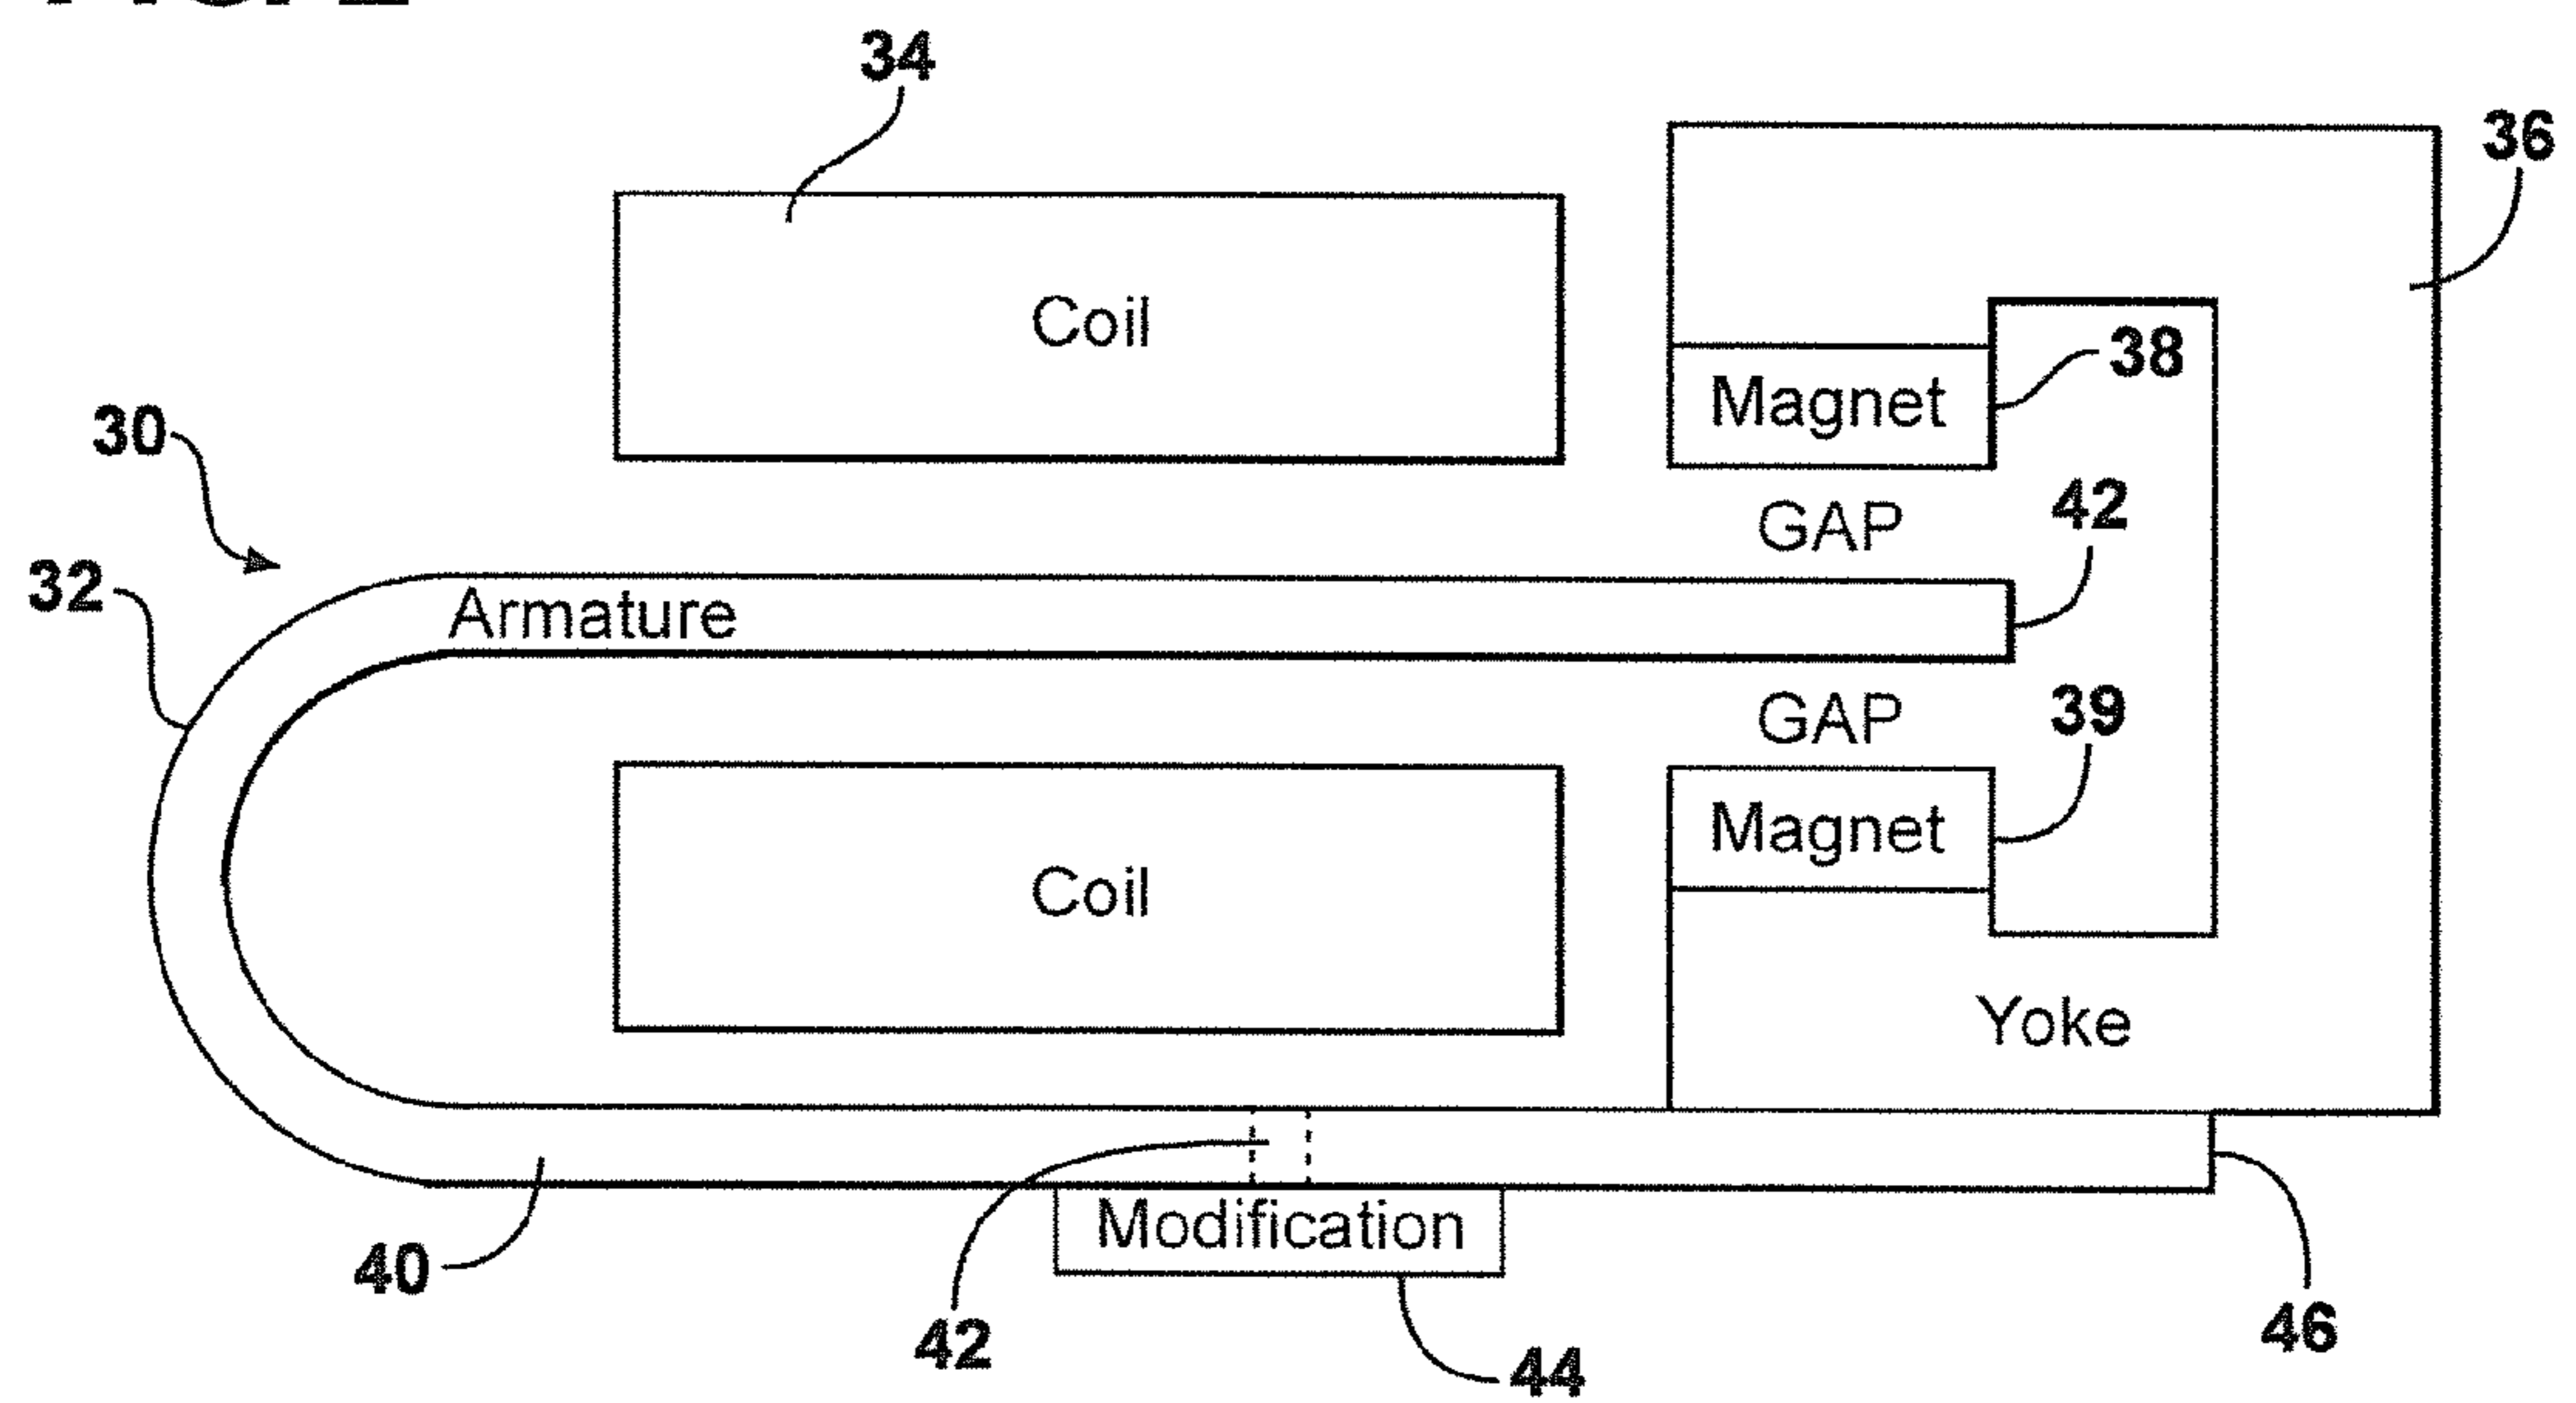 34
36
Coil
38
Magnet
30
GAP
42
32
Armature
GAP
39
Magnet
Coil
Yoke
Modification
40
42
44
46